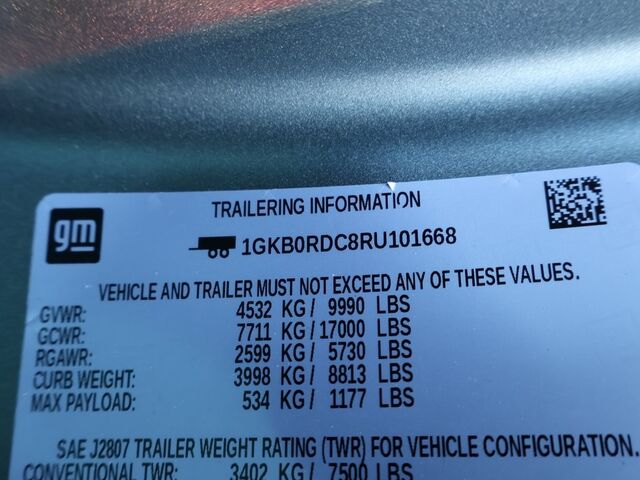 gm
TRAILERING INFORMATION
1GKB0RDC8RU101668
VEHICLE AND TRAILER MUST NOT EXCEED ANY OF THESE VALUES.
GVWR: 4532 KG / 9990 LBS
GCWR: 7711 KG / 17000 LBS
RGAWR: 2599 KG / 5730 LBS
CURB WEIGHT: 3998 KG / 8813 LBS
MAX PAYLOAD: 534 KG / 1177 LBS
SAE J2807 TRAILER WEIGHT RATING (TWR) FOR VEHICLE CONFIGURATION.
CONVENTIONAL TWR: 3402 KG / 7500 LBS